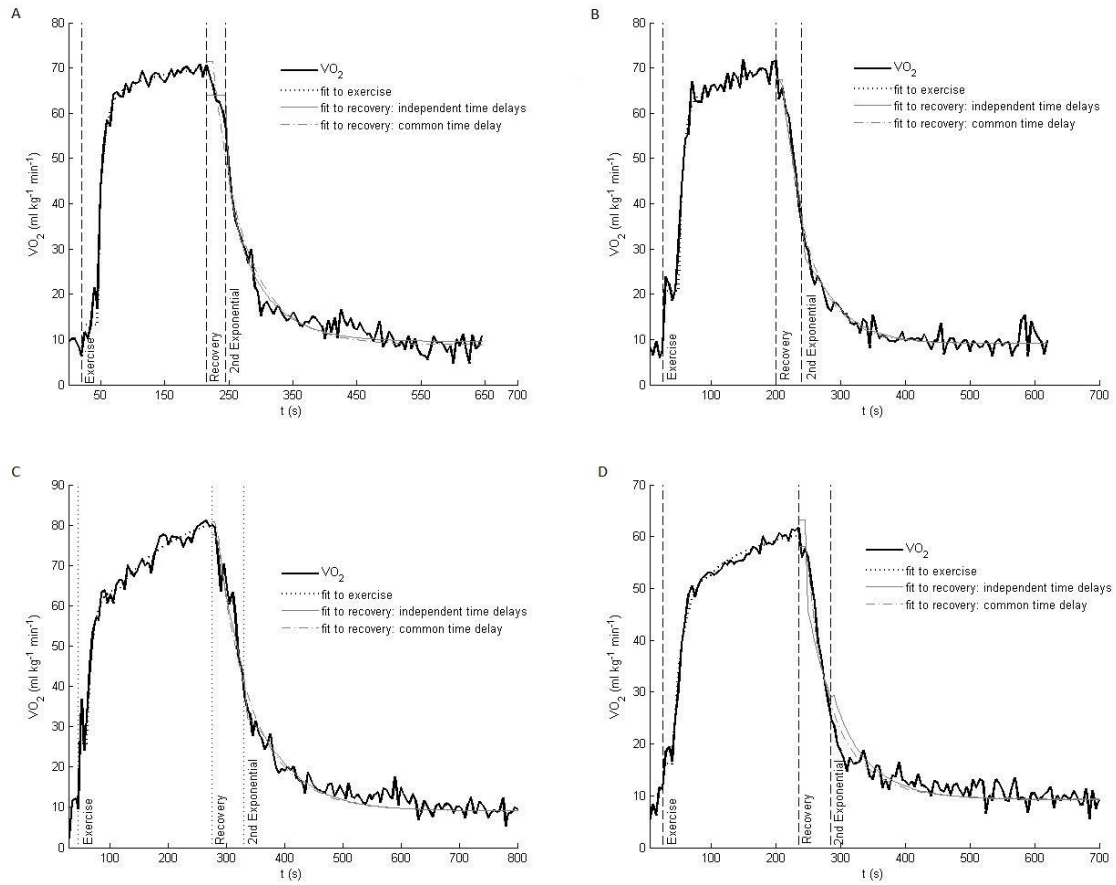 A
80
70
60
50
40
30
20
10
0
VO2 (ml kg-1 min-1)
VO2
fit to exercise
fit to recovery: independent time delays
fit to recovery: common time delay
Exercise
Recovery
2nd Exponential
50
150
250
350
450
550
650
700
t (s)
B
80
70
60
50
40
30
20
10
0
VO2 (ml kg-1 min-1)
VO2
fit to exercise
fit to recovery: independent time delays
fit to recovery: common time delay
Exercise
Recovery
2nd Exponential
100
200
300
400
500
600
700
t (s)
C
90
80
70
60
50
40
30
20
10
0
VO2 (ml kg-1 min-1)
VO2
fit to exercise
fit to recovery: independent time delays
fit to recovery: common time delay
Exercise
Recovery
2nd Exponential
100
200
300
400
500
600
700
800
t (s)
D
70
60
50
40
30
20
10
0
VO2 (ml kg-1 min-1)
VO2
fit to exercise
fit to recovery: independent time delays
fit to recovery: common time delay
Exercise
Recovery
2nd Exponential
100
200
300
400
500
600
700
t (s)